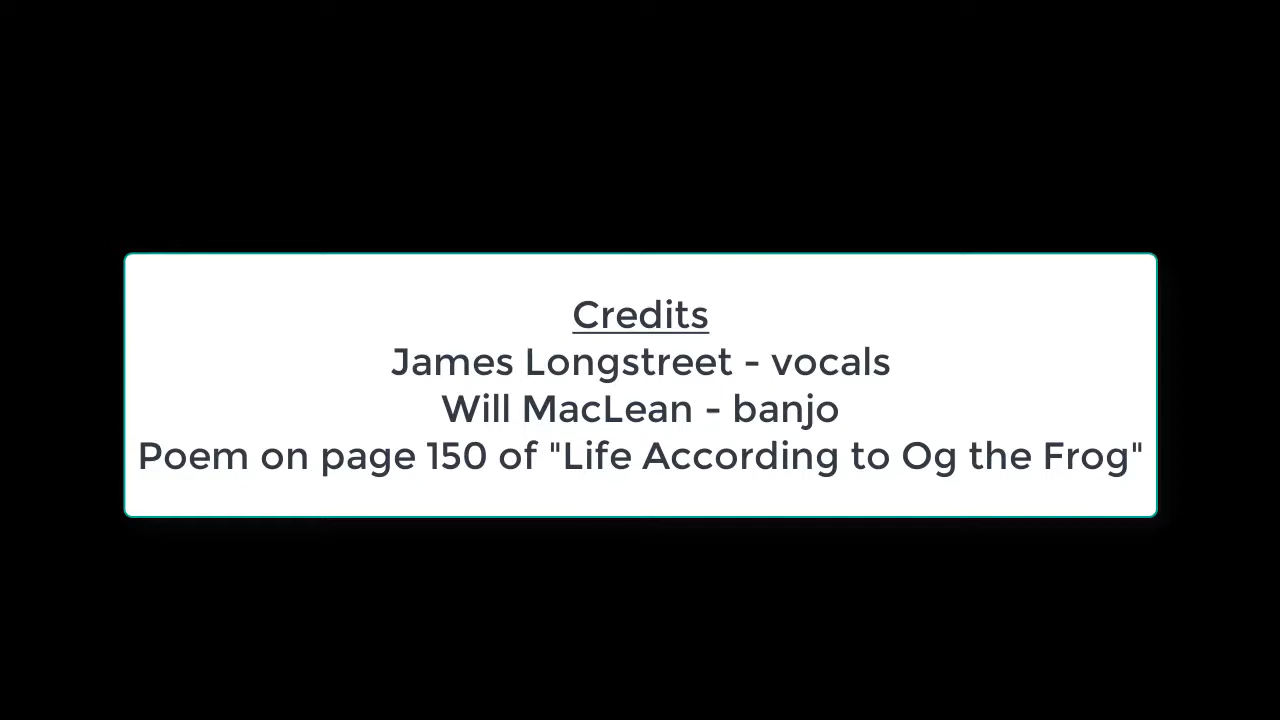 Credits
James Longstreet - vocals
Will MacLean - banjo
Poem on page 150 of "Life According to Og the Frog"